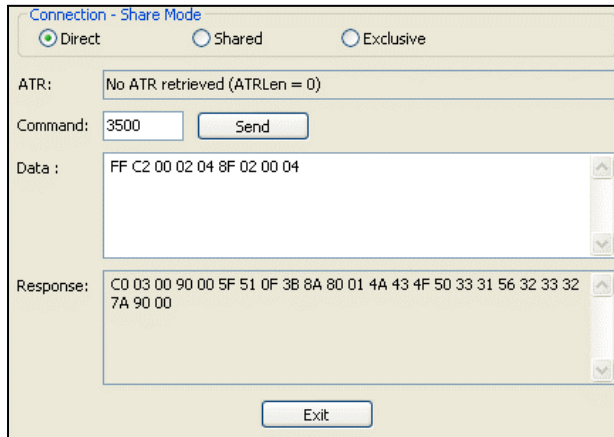 Connection - Share Mode
Direct Shared Exclusive
ATR: No ATR retrieved (ATRLen = 0)
Command: 3500 Send
Data : FF C2 00 02 04 8F 02 00 04
Response: C0 03 00 90 00 5F 51 0F 3B 8A 80 01 4A 43 4F 50 33 31 56 32 33 32
7A 90 00
Exit